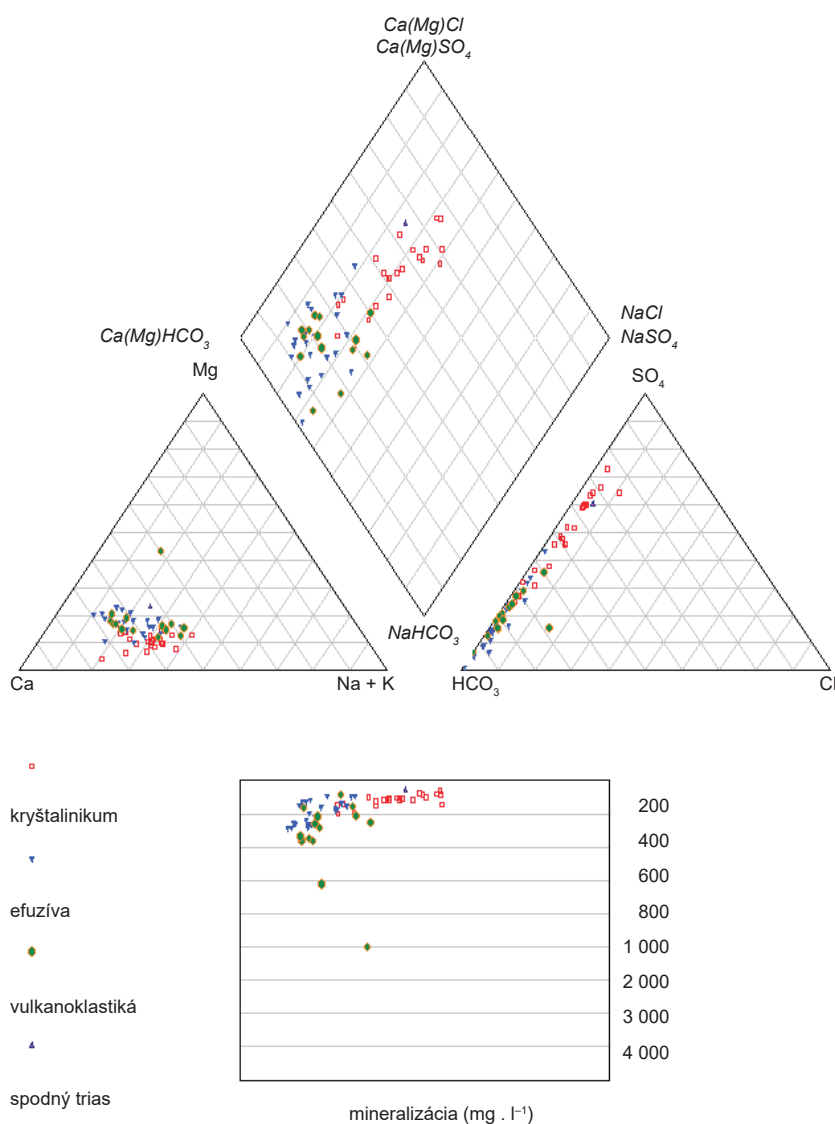 Ca(Mg)Cl
Ca(Mg)SO₄
Ca(Mg)HCO₃
NaCl
NaSO₄
Mg
SO₄
NaHCO₃
Ca
Na + K
HCO₃
Cl
kryštalinikum
efuzíva
vulkanoklastiká
spodný trias
200
400
600
800
1 000
2 000
3 000
4 000
mineralizácia (mg . l⁻¹)